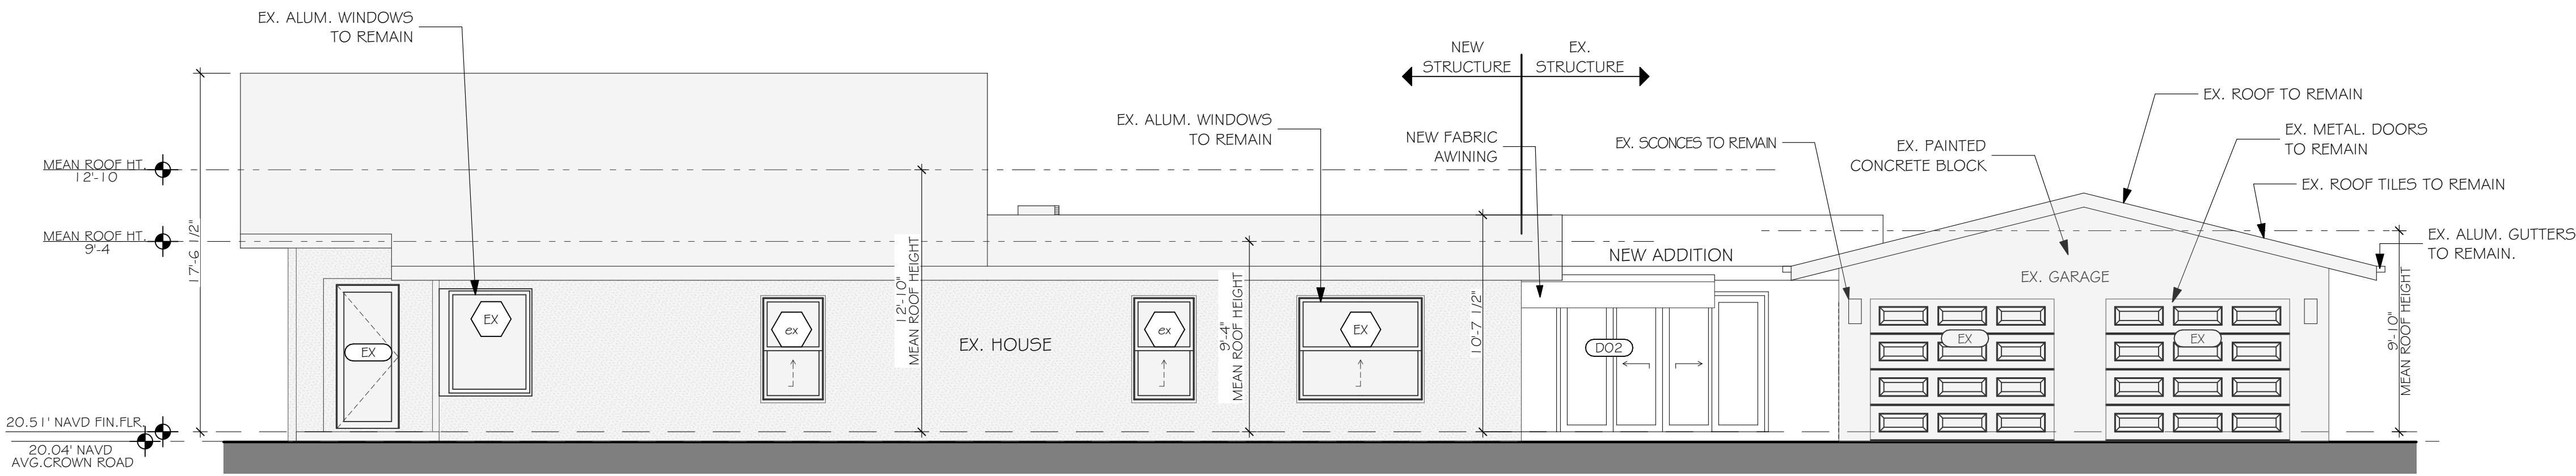 EX. ALUM. WINDOWS
TO REMAIN
NEW
STRUCTURE
EX.
STRUCTURE
EX. ALUM. WINDOWS
TO REMAIN
NEW FABRIC
AWINING
EX. SCONCES TO REMAIN
EX. PAINTED
CONCRETE BLOCK
EX. ROOF TO REMAIN
EX. METAL. DOORS
TO REMAIN
EX. ROOF TILES TO REMAIN
EX. ALUM. GUTTERS
TO REMAIN.
MEAN ROOF HT.
12'-10
MEAN ROOF HT.
9'-4
17'-6 1/2"
12'-10"
MEAN ROOF HEIGHT
9'-4"
MEAN ROOF HEIGHT
10'-7 1/2"
NEW ADDITION
EX. GARAGE
9'-10"
MEAN ROOF HEIGHT
EX
EX
ex
EX. HOUSE
ex
EX
D02
EX
EX
20.51' NAVD FIN.FLR.
20.04' NAVD
AVG.CROWN ROAD